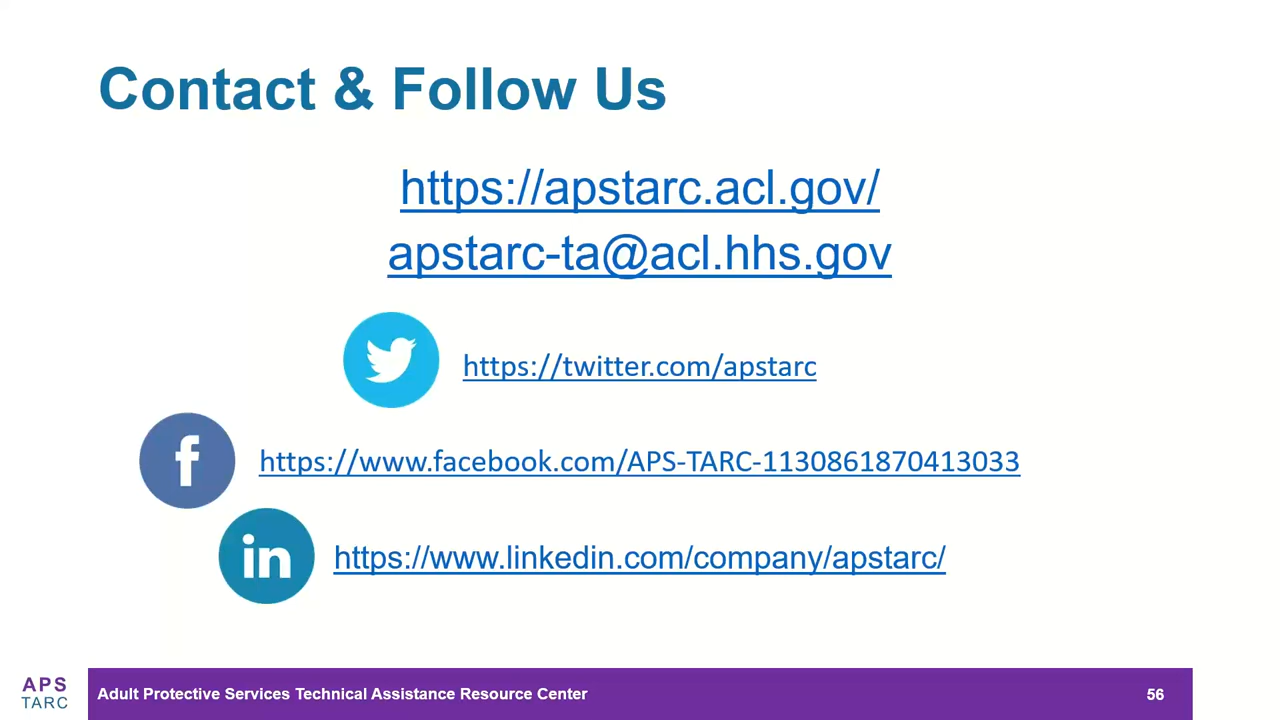 Contact & Follow Us
https://apstarc.acl.gov/
apstarc-ta@acl.hhs.gov
https://twitter.com/apstarc
f https://www.facebook.com/APS-TARC-1130861870413033
in https://www.linkedin.com/company/apstarc/
APS
TARC
Adult Protective Services Technical Assistance Resource Center 56